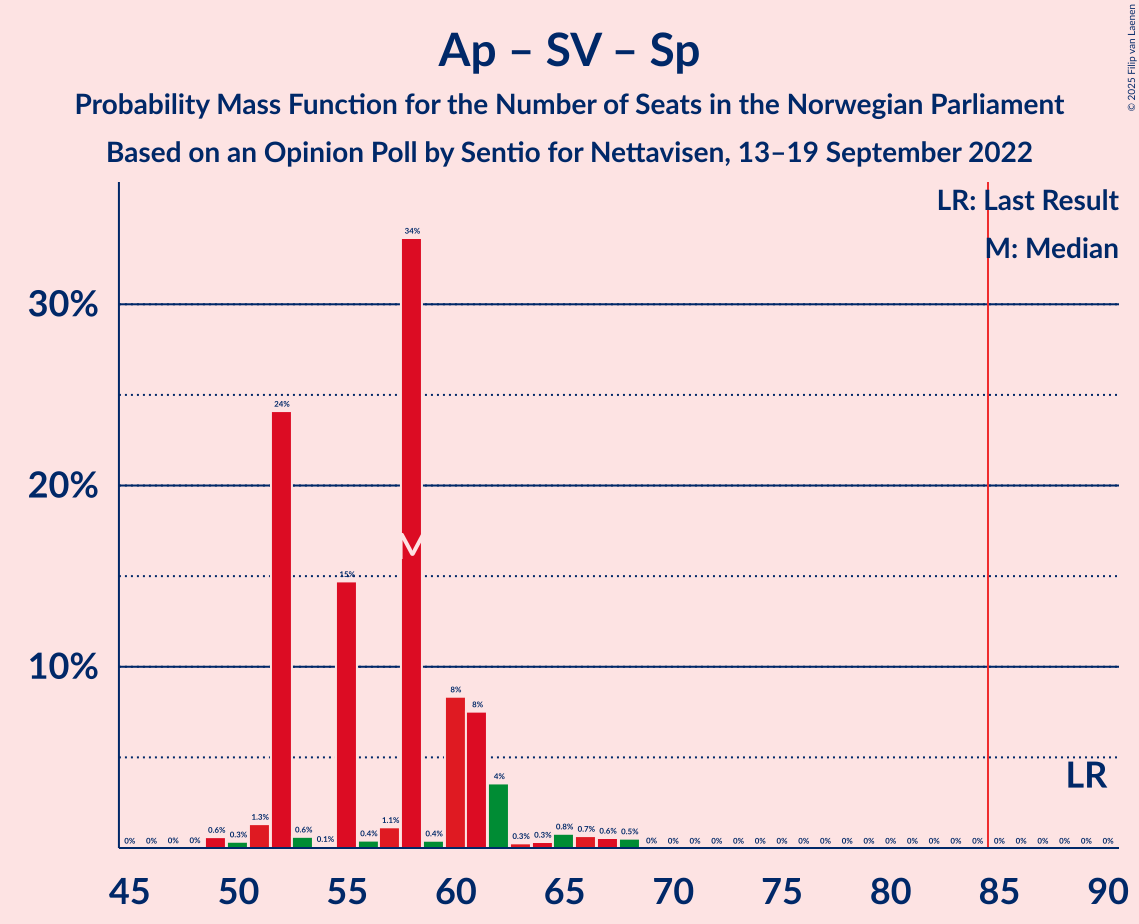 Ap – SV – Sp
Probability Mass Function for the Number of Seats in the Norwegian Parliament
Based on an Opinion Poll by Sentio for Nettavisen, 13–19 September 2022
© 2025 Filip van Laenen
LR: Last Result
M: Median
30%
20%
10%
0% 0% 0% 0% 0.6% 0.3% 1.3% 24% 0.6% 0.1% 15% 0.4% 1.1% 34% 0.4% 8% 8% 4% 0.3% 0.3% 0.8% 0.7% 0.6% 0.5% 0% 0% 0% 0% 0% 0% 0% 0% 0% 0% 0% 0% 0% 0% 0% 0% 0% 0% 0% 0% 0% 0%
M
LR
45 50 55 60 65 70 75 80 85 90